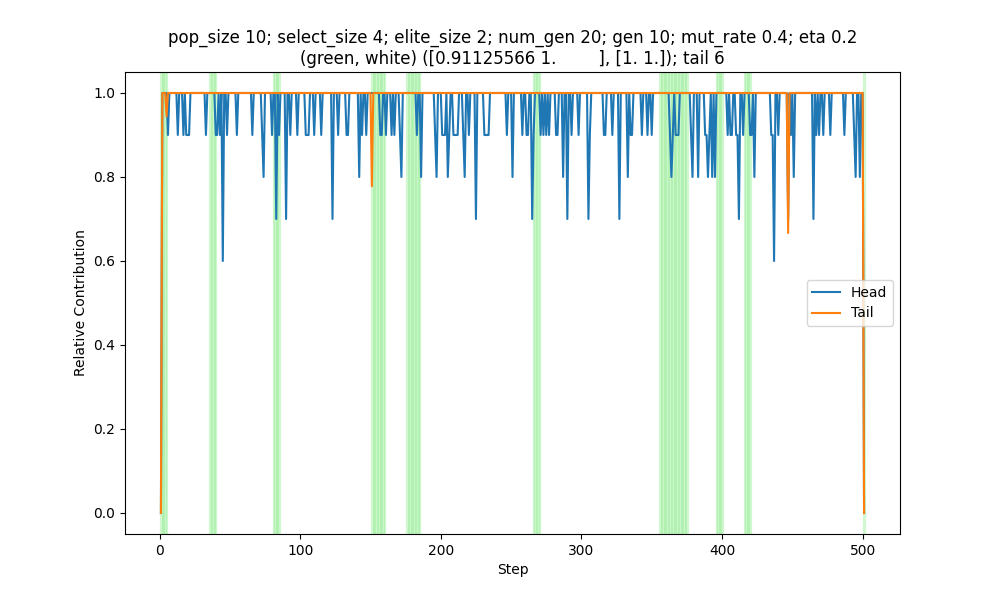 pop_size 10; select_size 4; elite_size 2; num_gen 20; gen 10; mut_rate 0.4; eta 0.2
(green, white) ([0.91125566 1.        ], [1. 1.]); tail 6
1.0
0.8
0.6
0.4
0.2
0.0
Relative Contribution
Head
Tail
0
100
200
300
400
500
Step